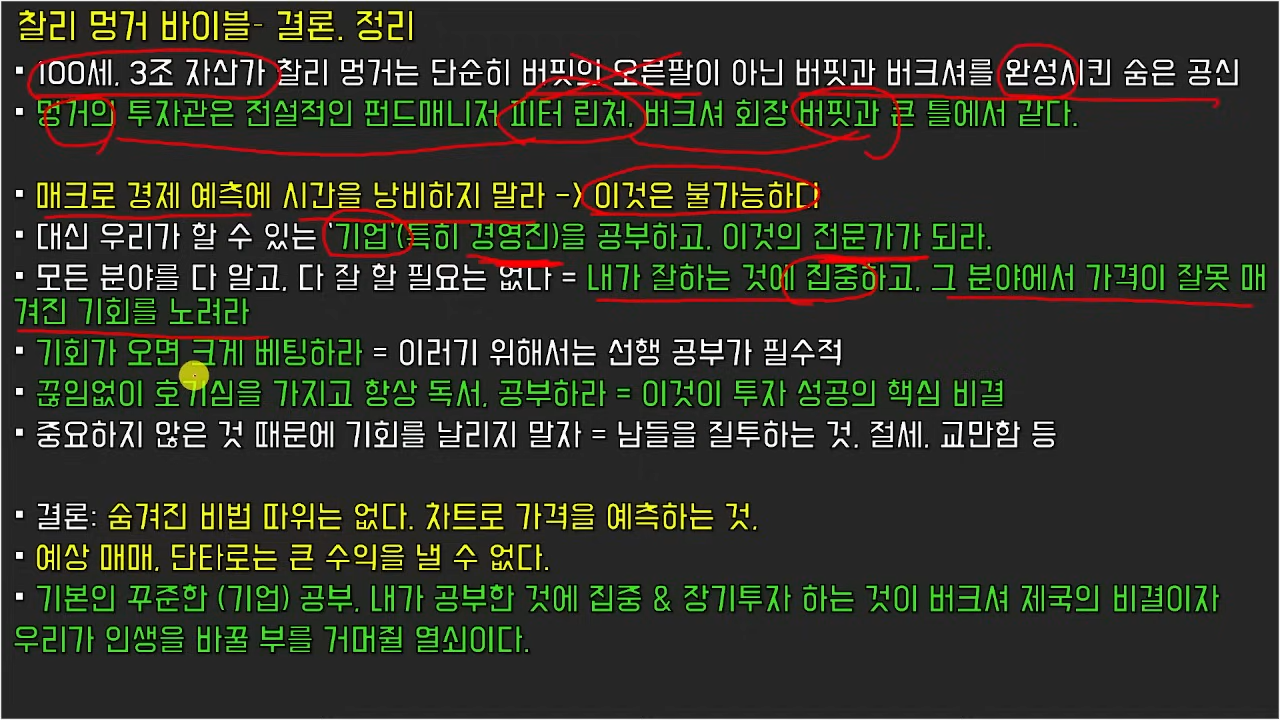 찰리 멍거 바이블- 결론. 정리
▪ 100세. 3조 자산가 찰리 멍거는 단순히 버핏의 오른팔이 아닌 버핏과 버크셔를 완성시킨 숨은 공신
▪ 멍거의 투자관은 전설적인 펀드매니저 피터 린처. 버크셔 회장 버핏과 큰 틀에서 같다.
▪ 매크로 경제 예측에 시간을 낭비하지 말라 -> 이것은 불가능하다
▪ 대신 우리가 할 수 있는 '기업'(특히 경영진)을 공부하고. 이것의 전문가가 되라.
▪ 모든 분야를 다 알고. 다 잘 할 필요는 없다 = 내가 잘하는 것에 집중하고. 그 분야에서 가격이 잘못 매
겨진 기회를 노려라
▪ 기회가 오면 크게 베팅하라 = 이러기 위해서는 선행 공부가 필수적
▪ 끊임없이 호기심을 가지고 항상 독서. 공부하라 = 이것이 투자 성공의 핵심 비결
▪ 중요하지 않은 것 때문에 기회를 날리지 말자 = 남들을 질투하는 것. 절세. 교만함 등
▪ 결론: 숨겨진 비법 따위는 없다. 차트로 가격을 예측하는 것.
▪ 예상 매매. 단타로는 큰 수익을 낼 수 없다.
▪ 기본인 꾸준한 (기업) 공부. 내가 공부한 것에 집중 & 장기투자 하는 것이 버크셔 제국의 비결이자
우리가 인생을 바꿀 부를 거머쥘 열쇠이다.